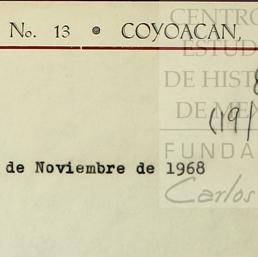 No. 13 • COYOACAN,
CENTRO
ESTUD
DE HIST
DE ME
(19/
FUNDA
Carlos
de Noviembre de 1968